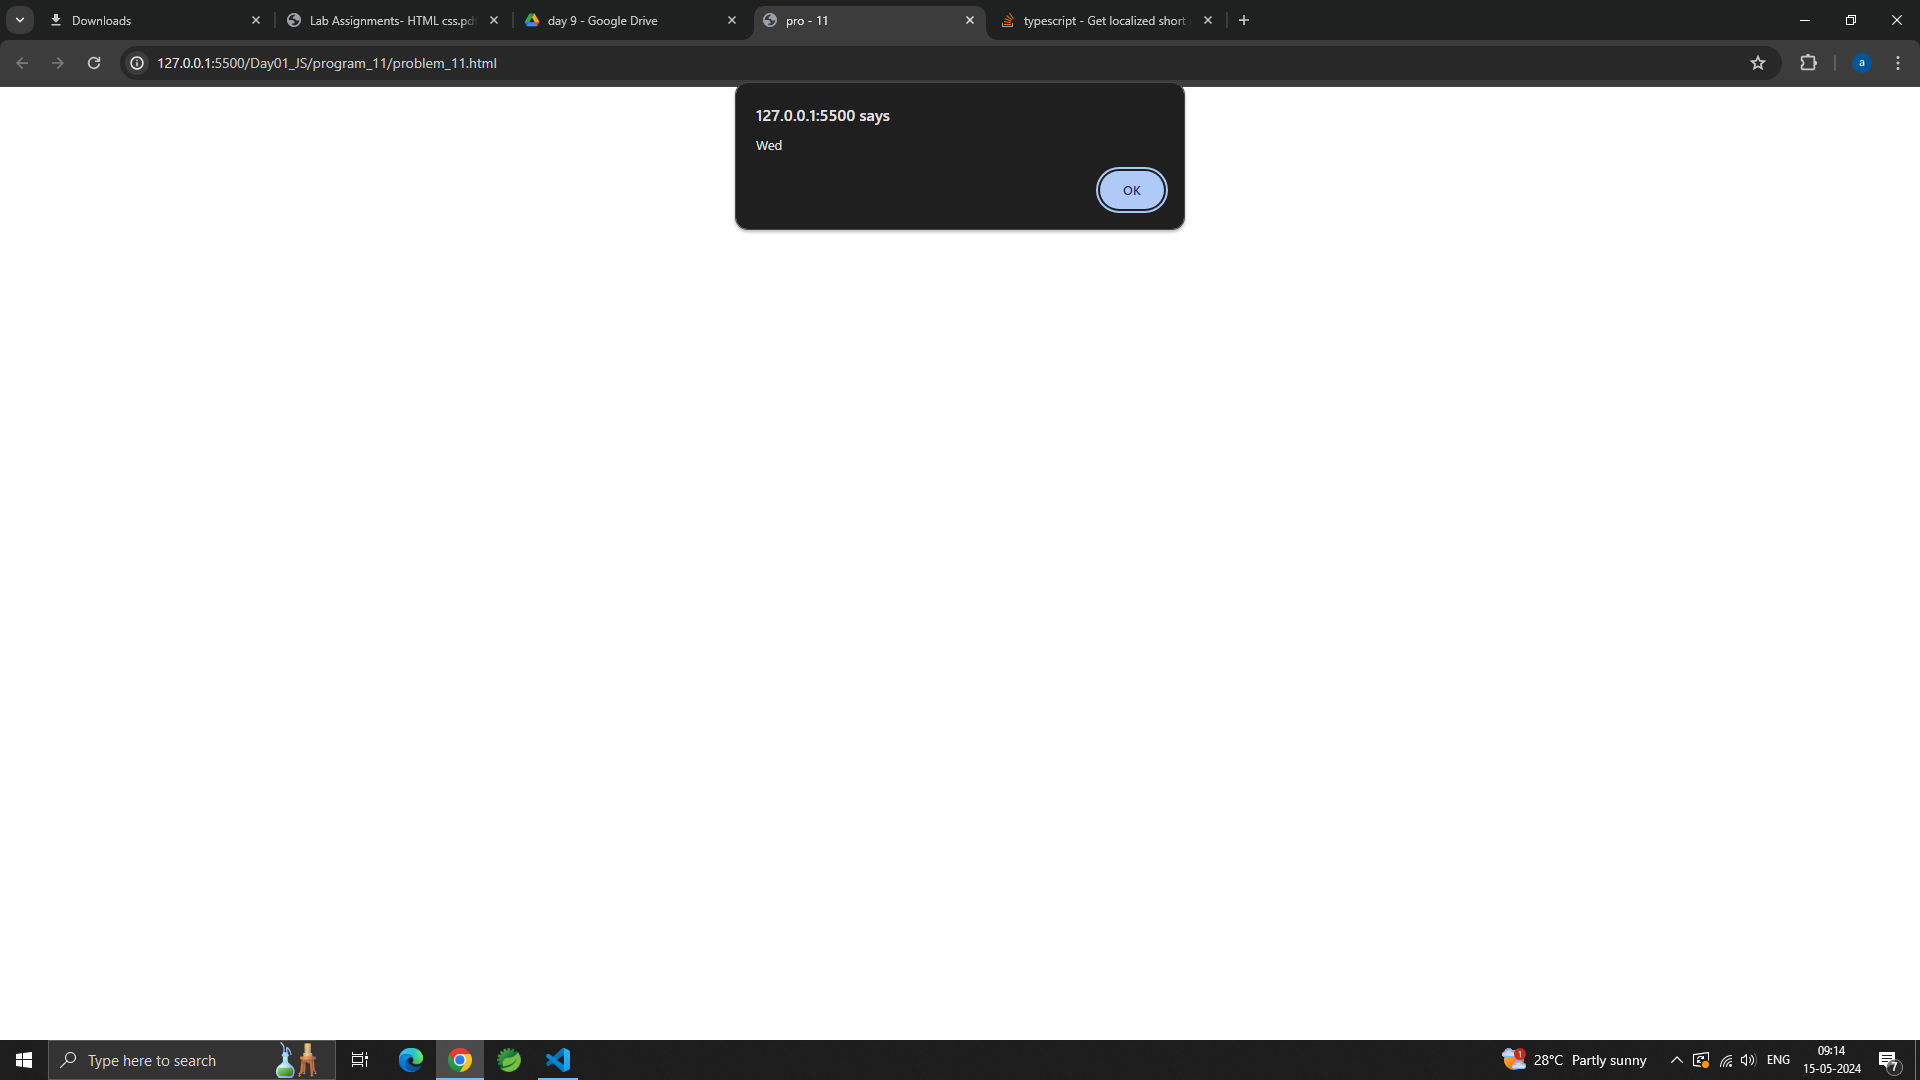 Downloads
Lab Assignments- HTML css.pdf
day 9 - Google Drive
pro - 11
typescript - Get localized short
127.0.0.1:5500/Day01_JS/program_11/problem_11.html
a
127.0.0.1:5500 says
Wed
OK
Type here to search
1
28°C Partly sunny
ENG
09:14
15-05-2024
7